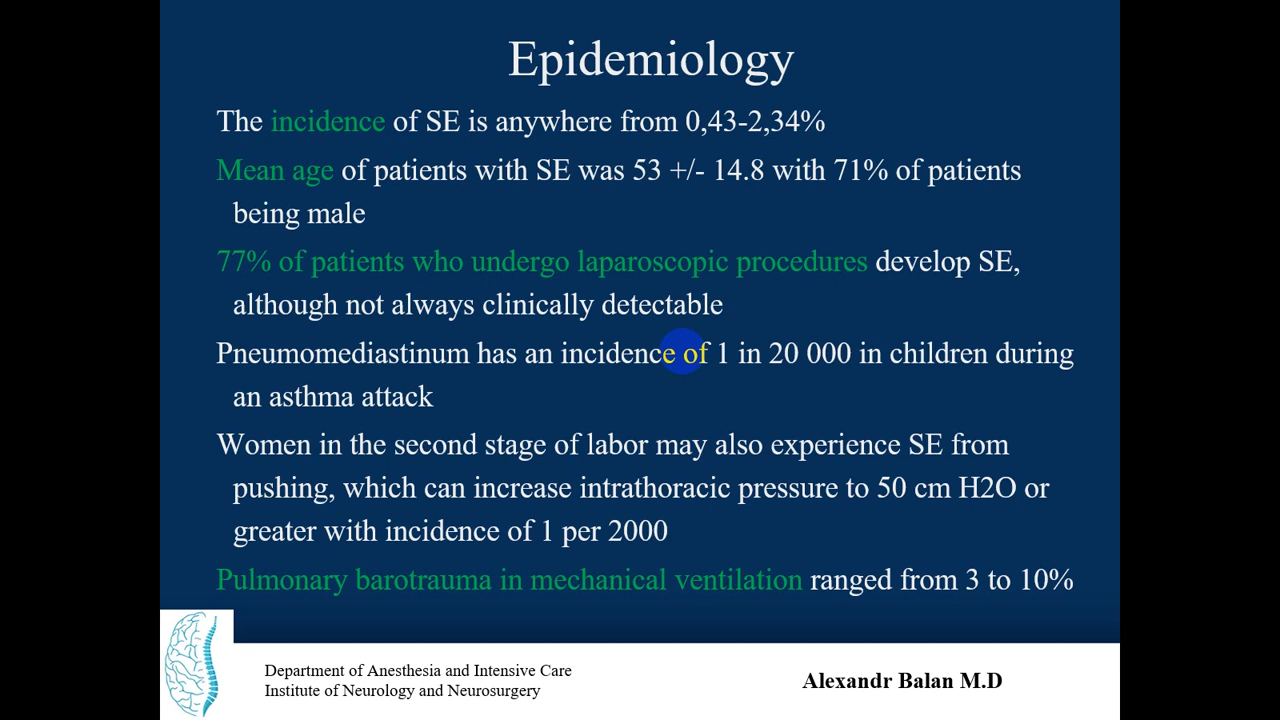 Epidemiology
The incidence of SE is anywhere from 0,43-2,34%
Mean age of patients with SE was 53 +/- 14.8 with 71% of patients
being male
77% of patients who undergo laparoscopic procedures develop SE,
although not always clinically detectable
Pneumomediastinum has an incidence of 1 in 20 000 in children during
an asthma attack
Women in the second stage of labor may also experience SE from
pushing, which can increase intrathoracic pressure to 50 cm H2O or
greater with incidence of 1 per 2000
Pulmonary barotrauma in mechanical ventilation ranged from 3 to 10%
Department of Anesthesia and Intensive Care
Institute of Neurology and Neurosurgery
Alexandr Balan M.D